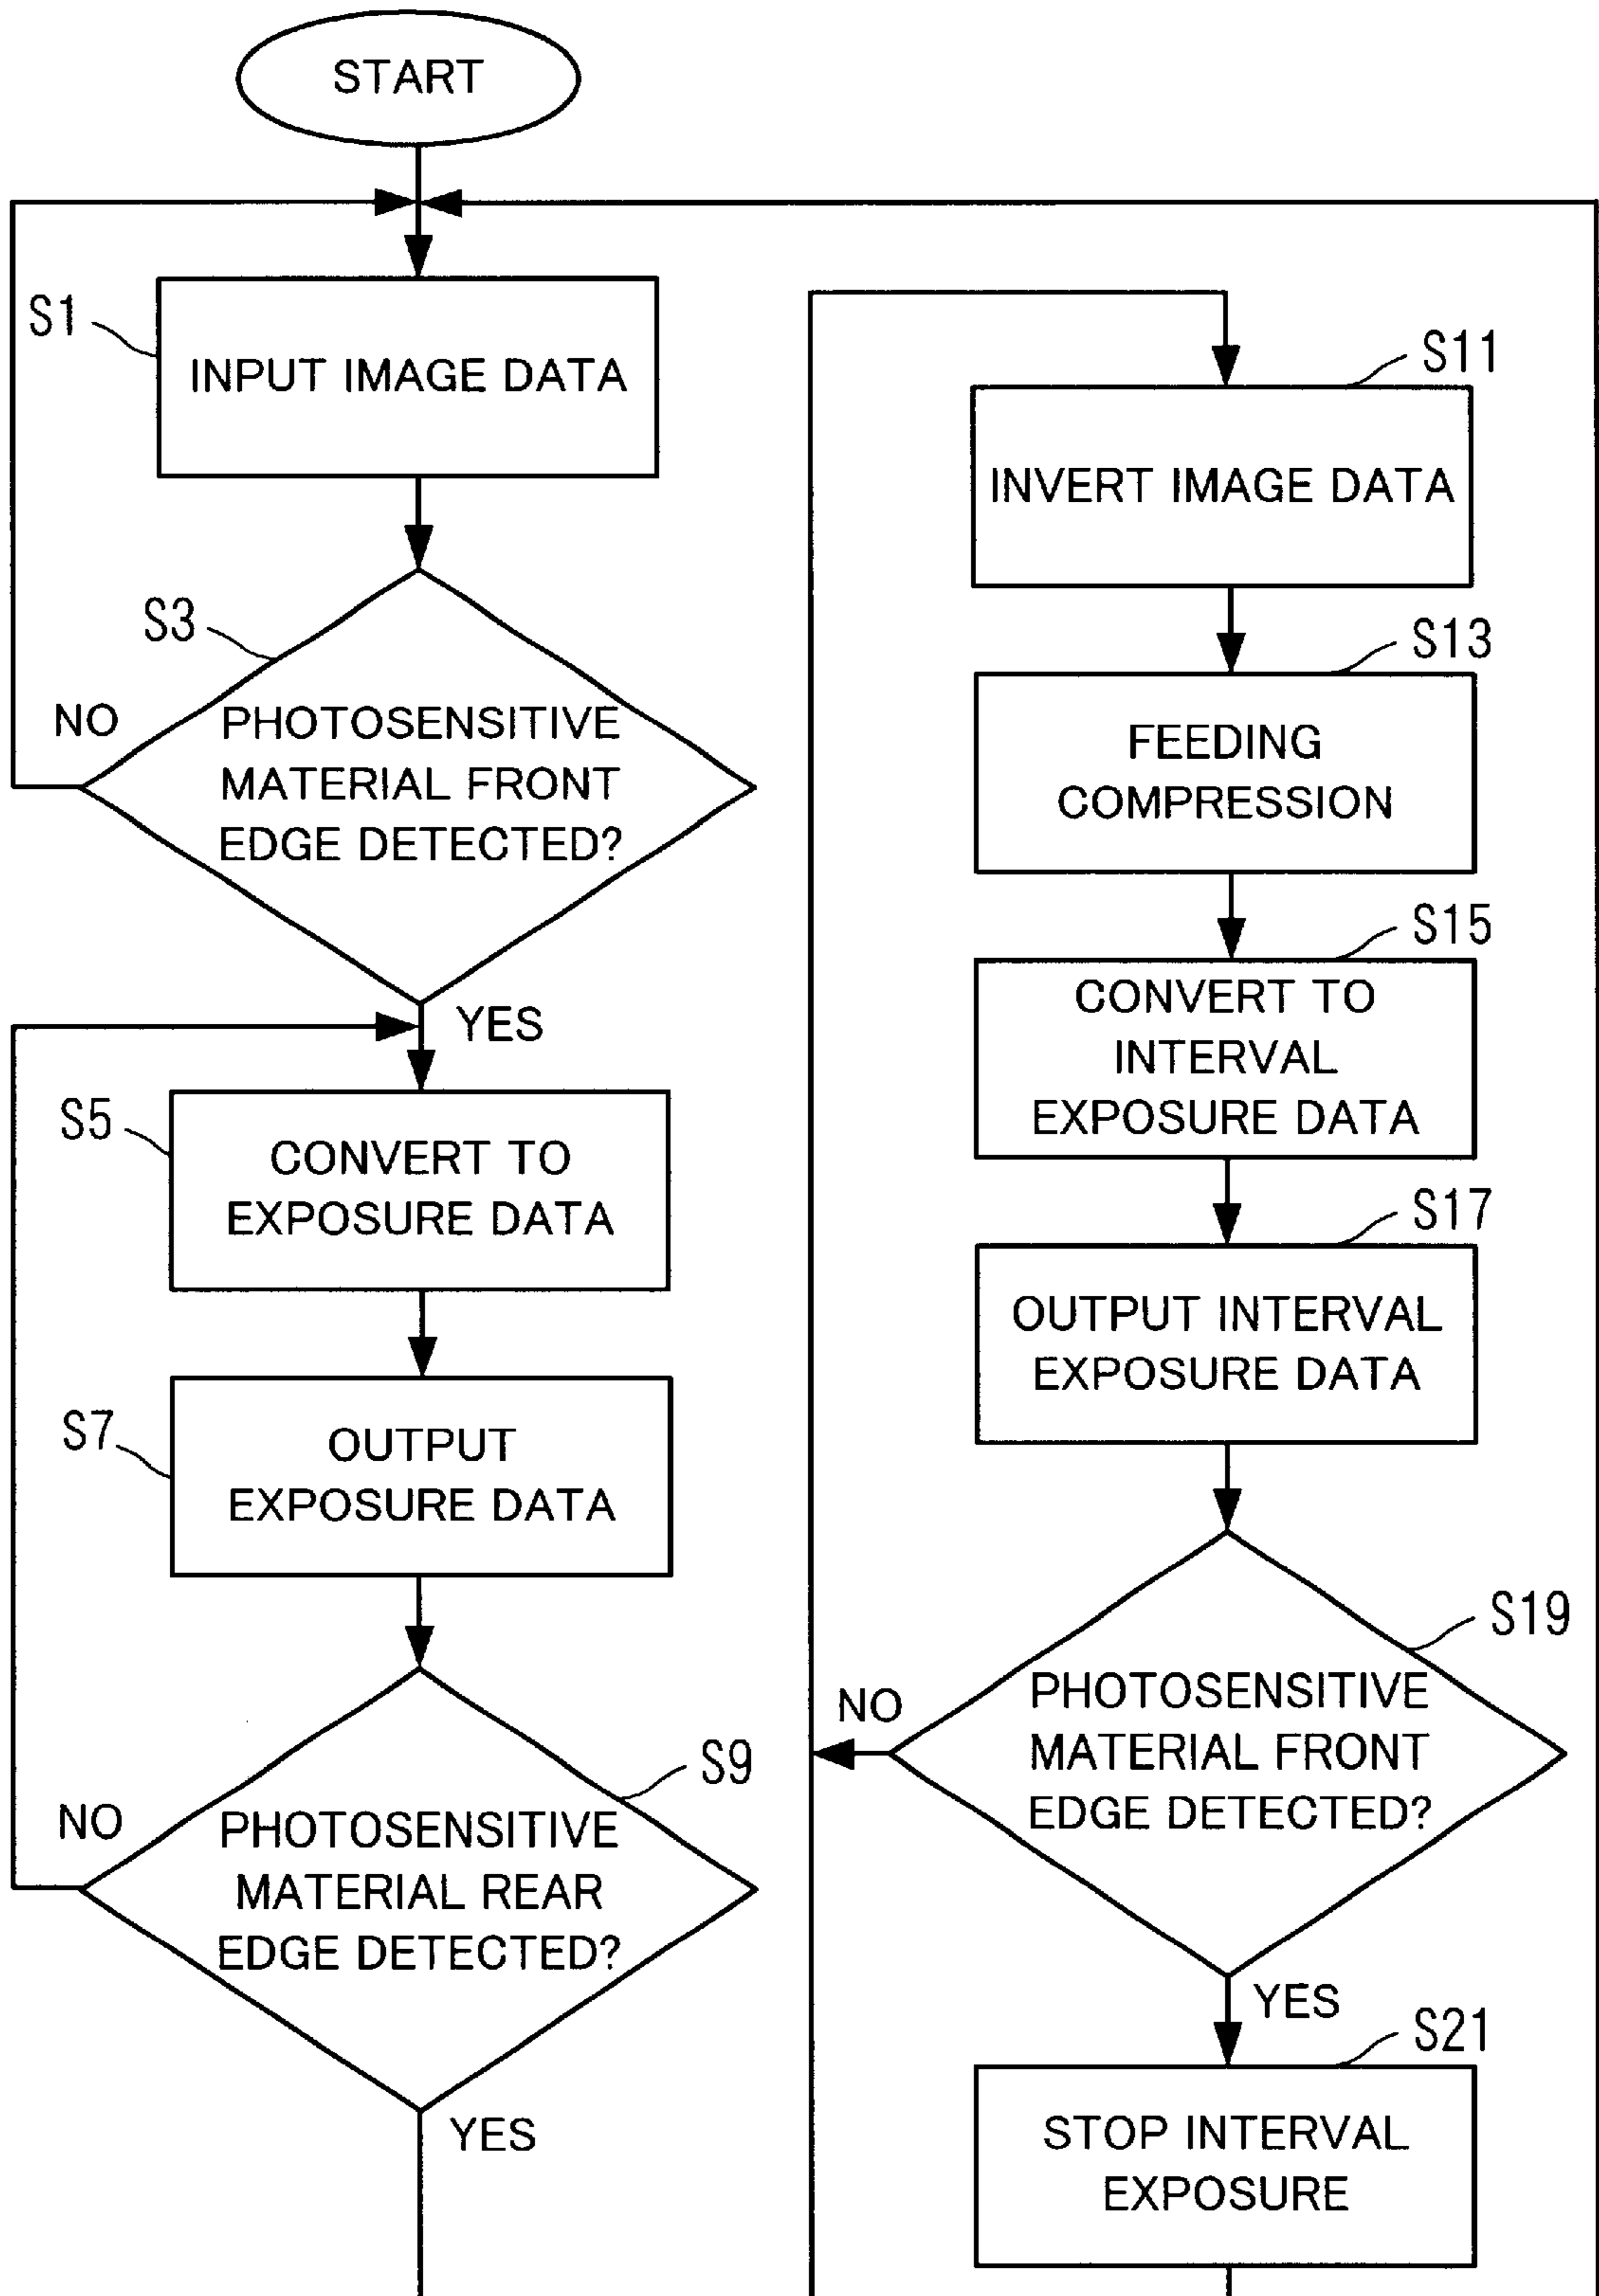 START
S1
INPUT IMAGE DATA
S3
NO
PHOTOSENSITIVE
MATERIAL FRONT
EDGE DETECTED?
YES
S5
CONVERT TO
EXPOSURE DATA
S7
OUTPUT
EXPOSURE DATA
S9
NO
PHOTOSENSITIVE
MATERIAL REAR
EDGE DETECTED?
YES
S11
INVERT IMAGE DATA
S13
FEEDING
COMPRESSION
S15
CONVERT TO
INTERVAL
EXPOSURE DATA
S17
OUTPUT INTERVAL
EXPOSURE DATA
S19
NO
PHOTOSENSITIVE
MATERIAL FRONT
EDGE DETECTED?
YES
S21
STOP INTERVAL
EXPOSURE